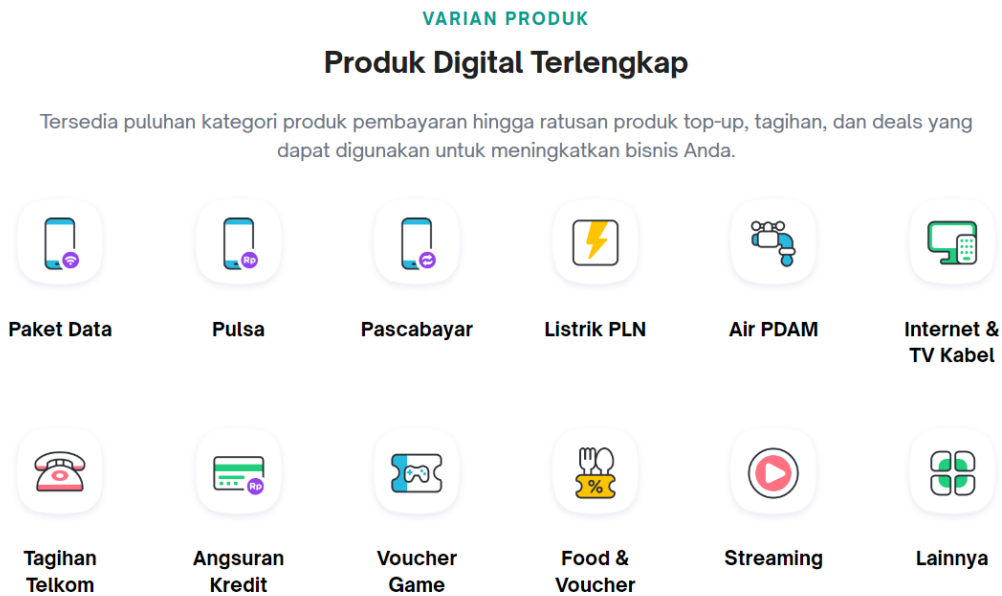 VARIAN PRODUK
Produk Digital Terlengkap
Tersedia puluhan kategori produk pembayaran hingga ratusan produk top-up, tagihan, dan deals yang
dapat digunakan untuk meningkatkan bisnis Anda.
Rp
Paket Data
Pulsa
Pascabayar
Listrik PLN
Air PDAM
Internet &
TV Kabel
Rp
%
Tagihan
Telkom
Angsuran
Kredit
Voucher
Game
Food &
Voucher
Streaming
Lainnya